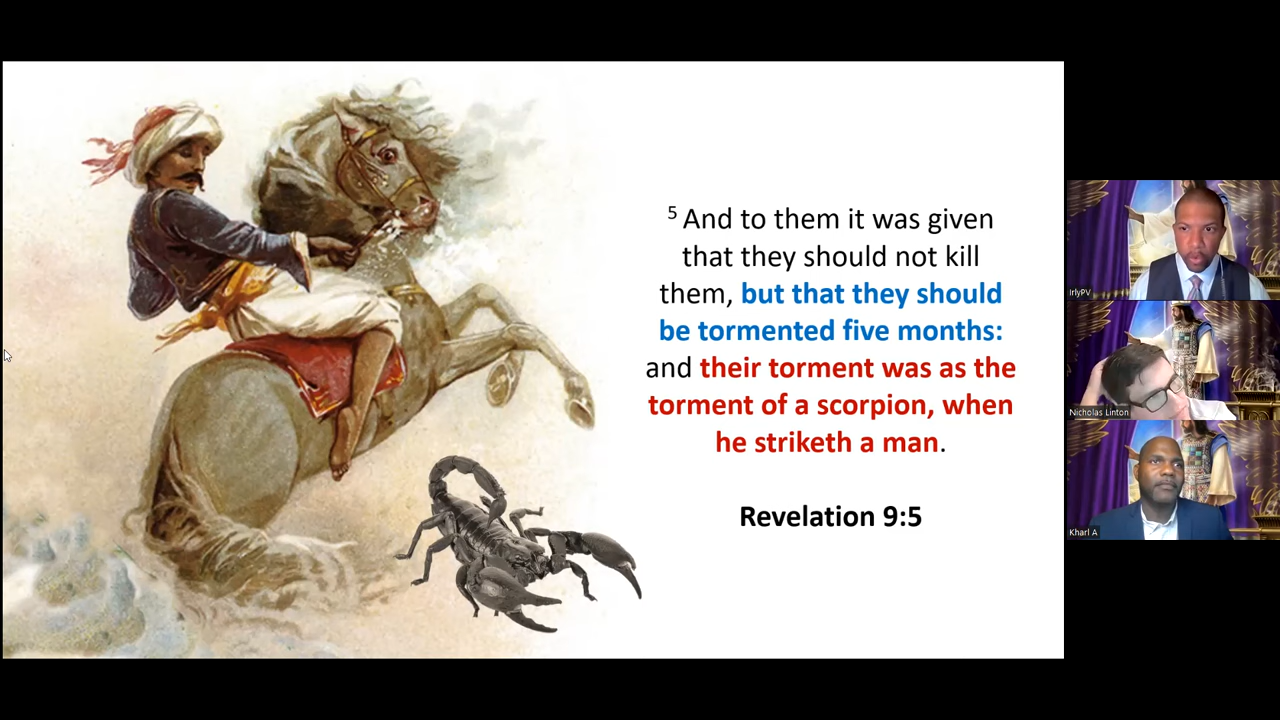 5 And to them it was given
that they should not kill
them, but that they should
be tormented five months:
and their torment was as the
torment of a scorpion, when
he striketh a man.
Revelation 9:5
IrlyPV
Nicholas Linton
Kharl A